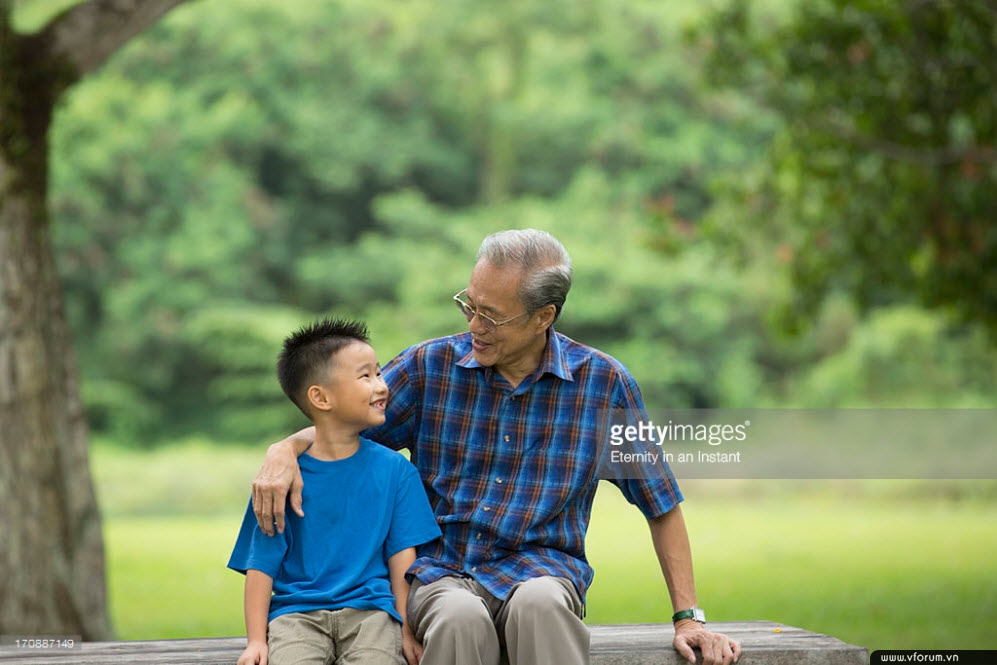 gettyimages®
Eternity in an Instant
170887149
www.vforum.vn